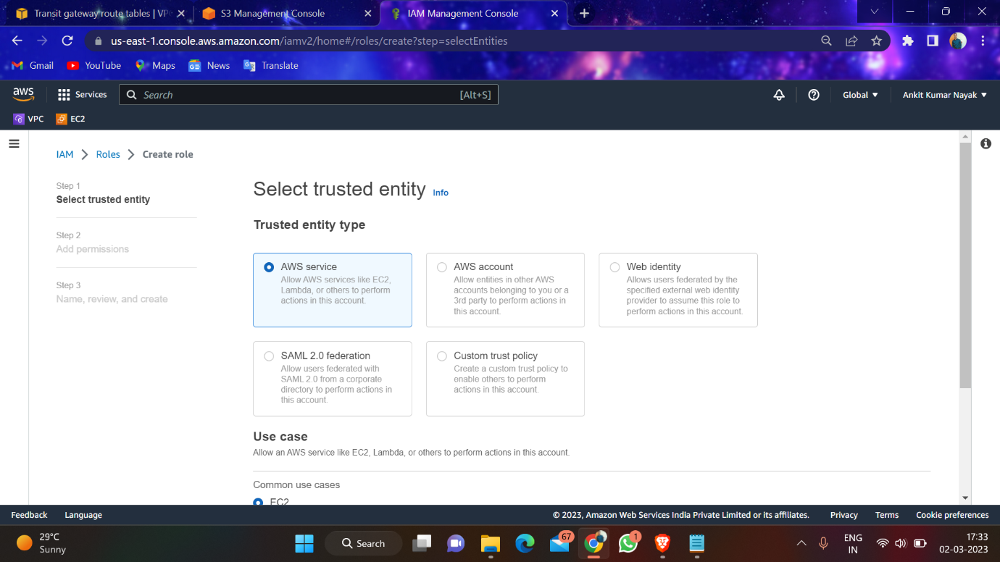 Transit gateway route tables | VP
S3 Management Console
IAM Management Console
us-east-1.console.aws.amazon.com/iamv2/home#/roles/create?step=selectEntities
Gmail
YouTube
Maps
News
Translate
aws
Services
Search
[Alt+S]
Global
Ankit Kumar Nayak
VPC
EC2
IAM
Roles
Create role
Step 1
Select trusted entity
Step 2
Add permissions
Step 3
Name, review, and create
Select trusted entity Info
Trusted entity type
AWS service
Allow AWS services like EC2,
Lambda, or others to perform
actions in this account.
AWS account
Allow entities in other AWS
accounts belonging to you or a
3rd party to perform actions in
this account.
Web identity
Allows users federated by the
specified external web identity
provider to assume this role to
perform actions in this account.
SAML 2.0 federation
Allow users federated with
SAML 2.0 from a corporate
directory to perform actions in
this account.
Custom trust policy
Create a custom trust policy to
enable others to perform
actions in this account.
Use case
Allow an AWS service like EC2, Lambda, or others to perform actions in this account.
Common use cases
EC2
Feedback
Language
© 2023, Amazon Web Services India Private Limited or its affiliates.
Privacy
Terms
Cookie preferences
29°C
Sunny
Search
67
1
ENG
IN
17:33
02-03-2023